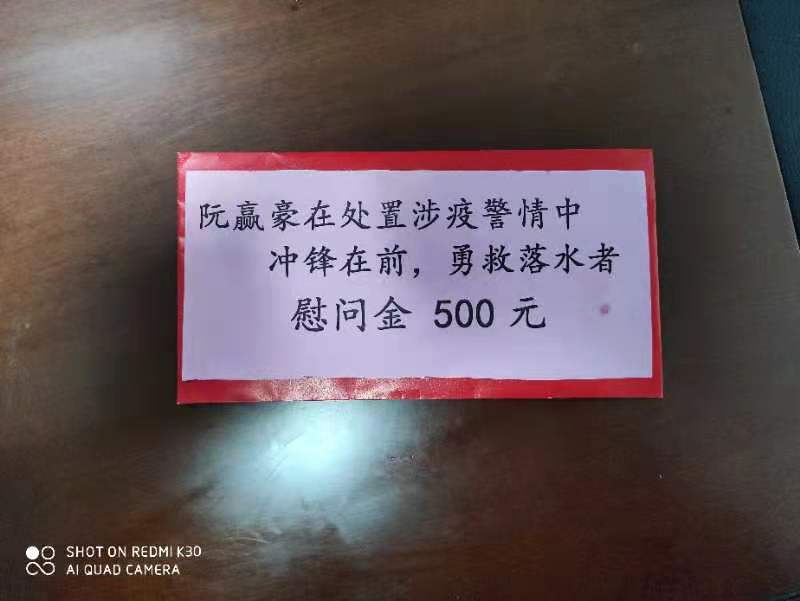 阮赢豪在处置涉疫警情中
冲锋在前，勇救落水者
慰问金 500 元
SHOT ON REDMI K30
AI QUAD CAMERA